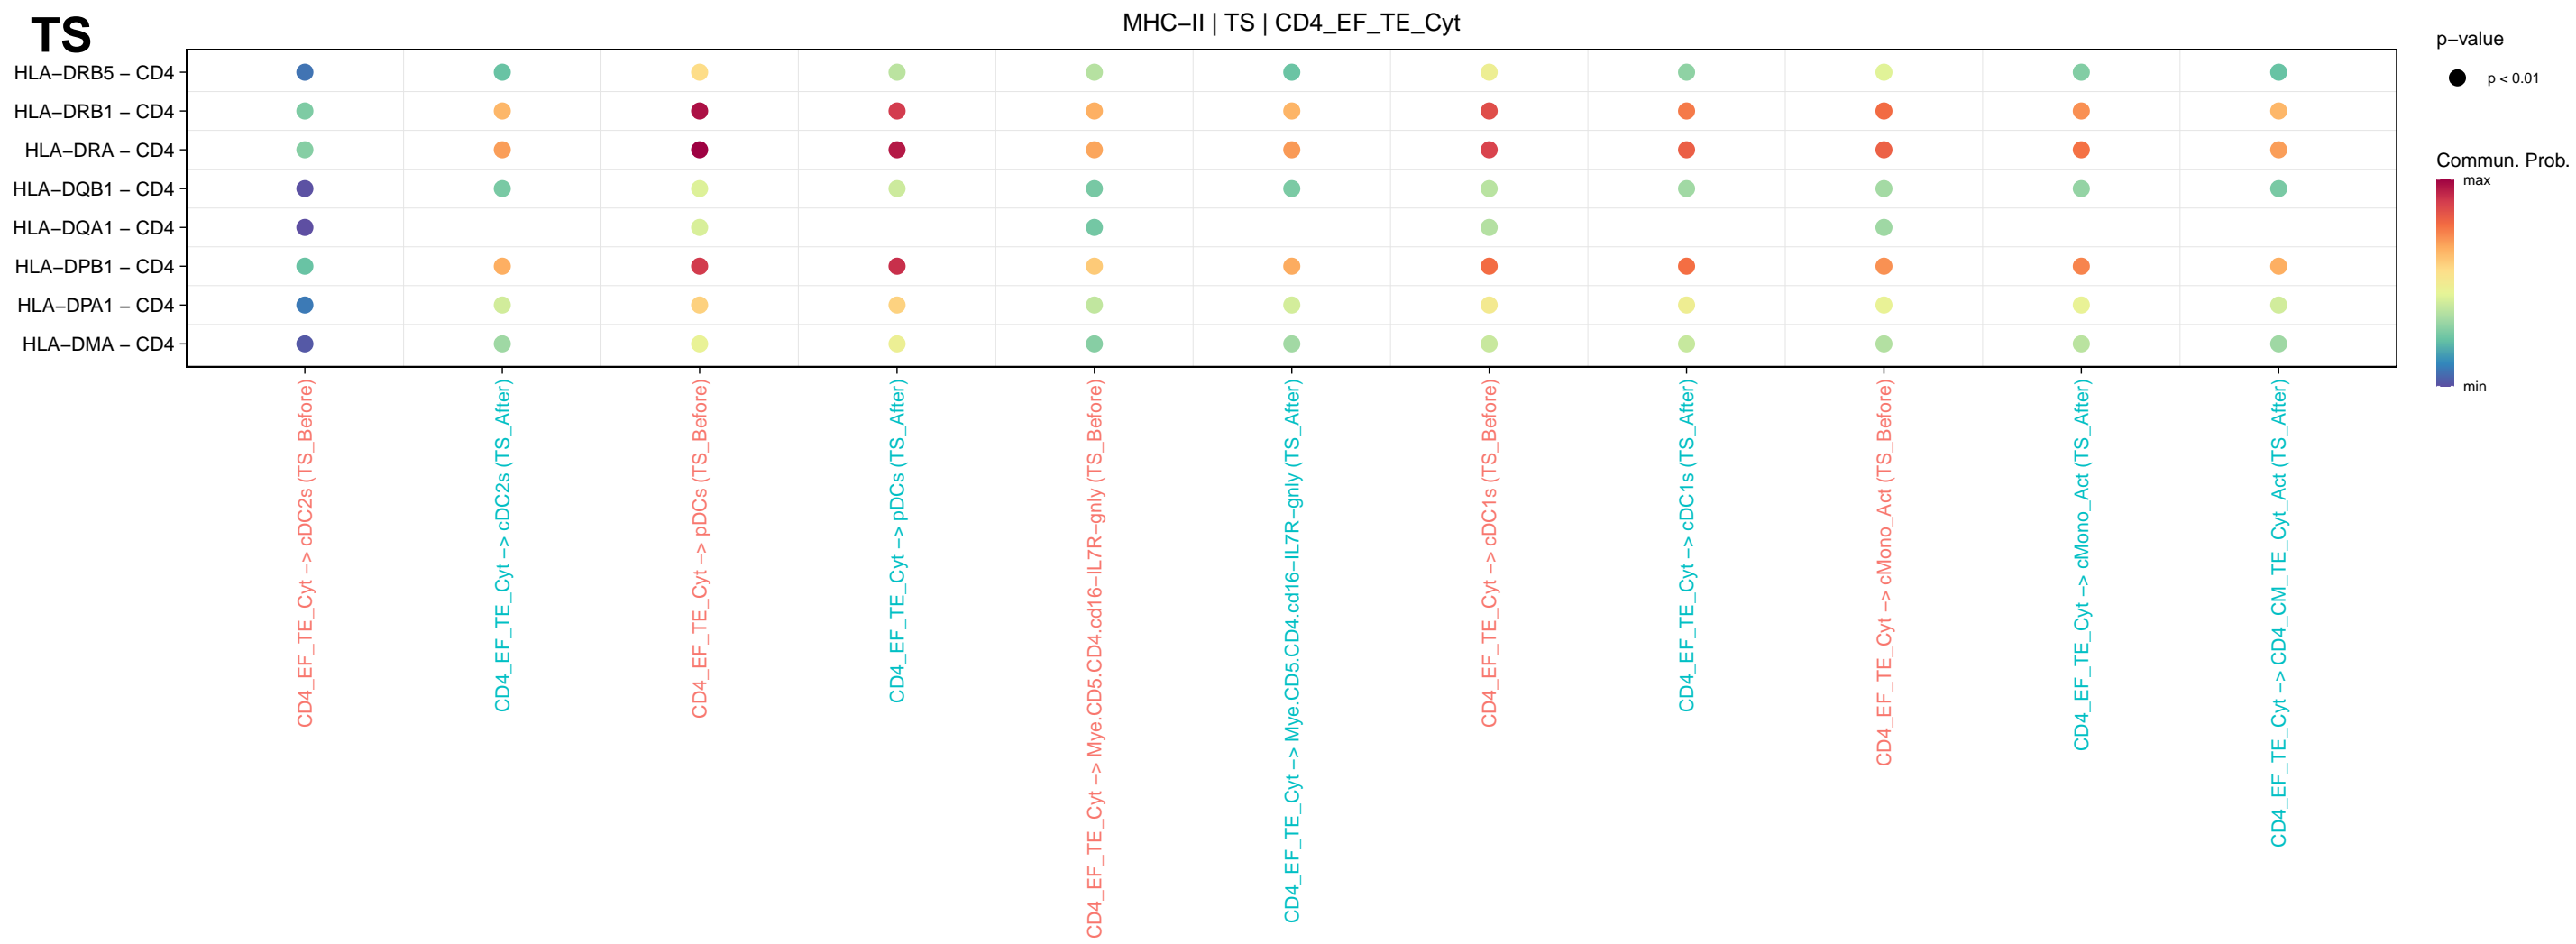 TS
MHC−II | TS | CD4_EF_TE_Cyt
HLA−DRB5 − CD4
HLA−DRB1 − CD4
HLA−DRA − CD4
HLA−DQB1 − CD4
HLA−DQA1 − CD4
HLA−DPB1 − CD4
HLA−DPA1 − CD4
HLA−DMA − CD4
CD4_EF_TE_Cyt −> cDC2s (TS_Before)
CD4_EF_TE_Cyt −> cDC2s (TS_After)
CD4_EF_TE_Cyt −> pDCs (TS_Before)
CD4_EF_TE_Cyt −> pDCs (TS_After)
CD4_EF_TE_Cyt −> Mye.CD5.CD4.cd16−IL7R−gnly (TS_Before)
CD4_EF_TE_Cyt −> Mye.CD5.CD4.cd16−IL7R−gnly (TS_After)
CD4_EF_TE_Cyt −> cDC1s (TS_Before)
CD4_EF_TE_Cyt −> cDC1s (TS_After)
CD4_EF_TE_Cyt −> cMono_Act (TS_Before)
CD4_EF_TE_Cyt −> cMono_Act (TS_After)
CD4_EF_TE_Cyt −> CD4_CM_TE_Cyt_Act (TS_After)
p−value
p < 0.01
Commun. Prob.
max
min